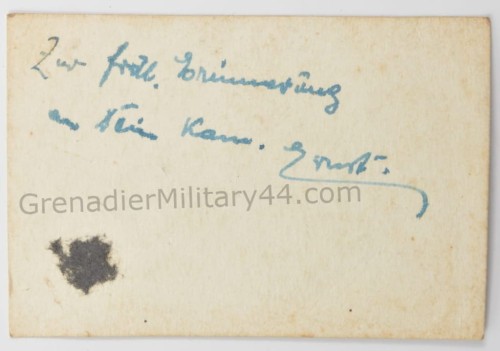 Zur frdl. Erinnerung
an Dein Kam. Ernst.
GrenadierMilitary44.com